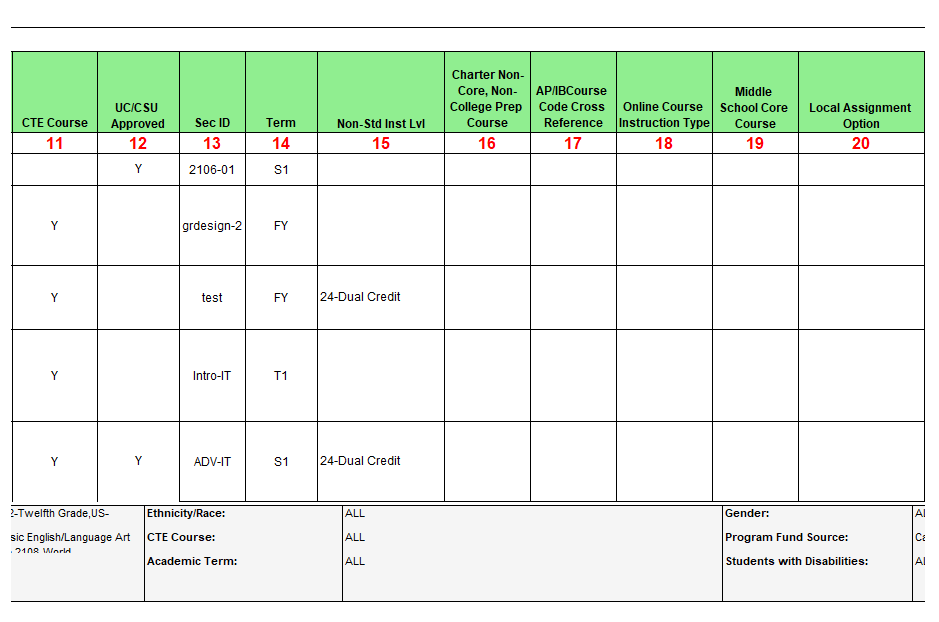 CTE Course
UC/CSU
Approved
Sec ID
Term
Non-Std Inst Lvl
Charter Non-
Core, Non-
College Prep
Course
AP/IBCourse
Code Cross
Reference
Online Course
Instruction Type
Middle
School Core
Course
Local Assignment
Option
11 12 13 14 15 16 17 18 19 20
Y 2106-01 S1
Y grdesign-2 FY
Y test FY 24-Dual Credit
Y Intro-IT T1
Y Y ADV-IT S1 24-Dual Credit
2-Twelfth Grade,US- Ethnicity/Race: ALL Gender:
sic English/Language Art CTE Course: ALL Program Fund Source:
2108-World Academic Term: ALL Students with Disabilities: